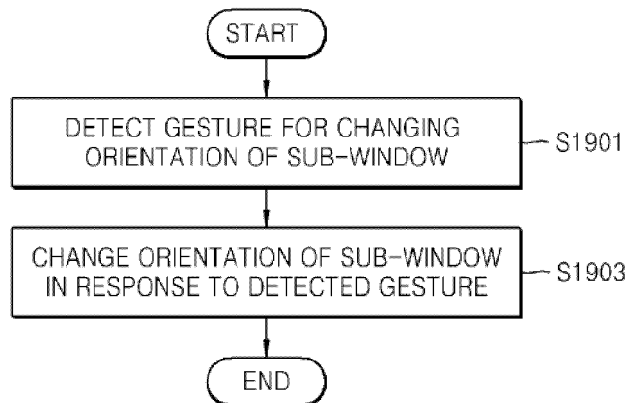 START
DETECT GESTURE FOR CHANGING
ORIENTATION OF SUB-WINDOW
S1901
CHANGE ORIENTATION OF SUB-WINDOW
IN RESPONSE TO DETECTED GESTURE
S1903
END